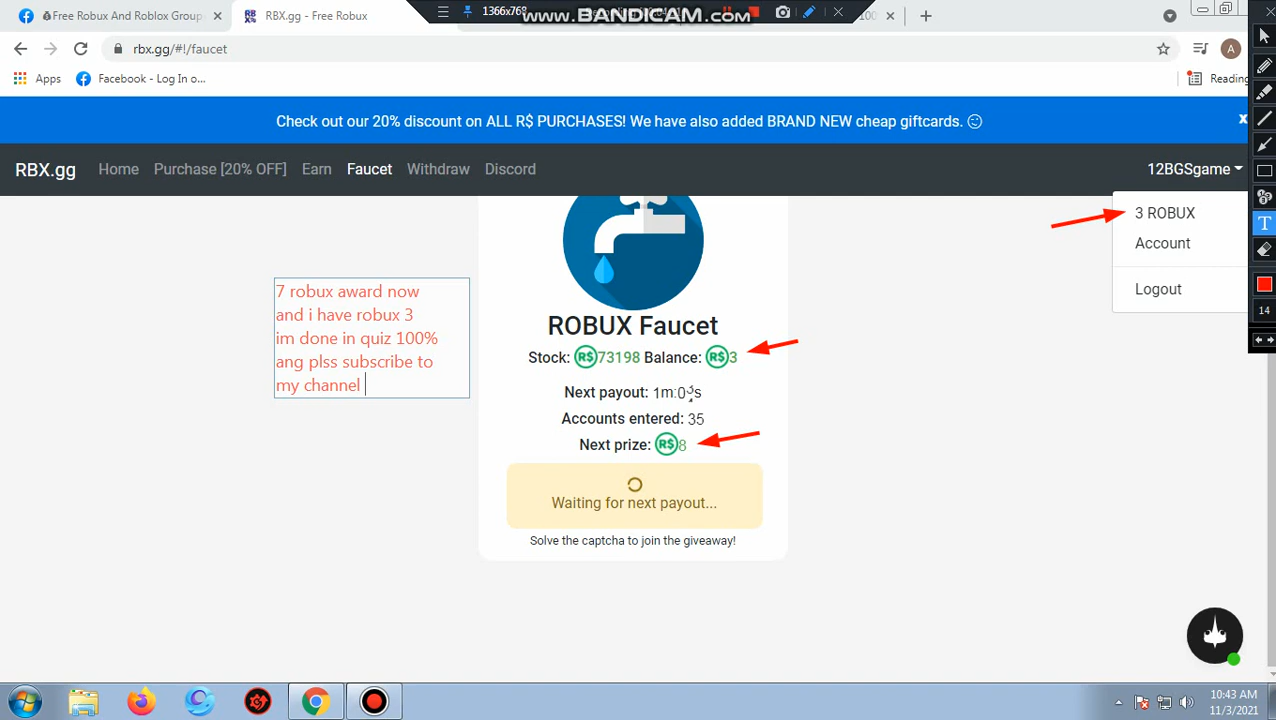 Free Robux And Roblox Group
RBX.gg - Free Robux
1366x768
www.BANDICAM.com
rbx.gg/#!/faucet
A
Apps
Facebook - Log In o...
Reading
Check out our 20% discount on ALL R$ PURCHASES! We have also added BRAND NEW cheap giftcards.
x
RBX.gg Home Purchase [20% OFF] Earn Faucet Withdraw Discord
12BGSgame
3 ROBUX
Account
Logout
T
14
7 robux award now
and i have robux 3
im done in quiz 100%
ang plss subscribe to
my channel
ROBUX Faucet
Stock: R$73198 Balance: R$3
Next payout:
Accounts entered: 35
Next prize: R$8
Waiting for next payout...
Solve the captcha to join the giveaway!
10:43 AM
11/3/2021